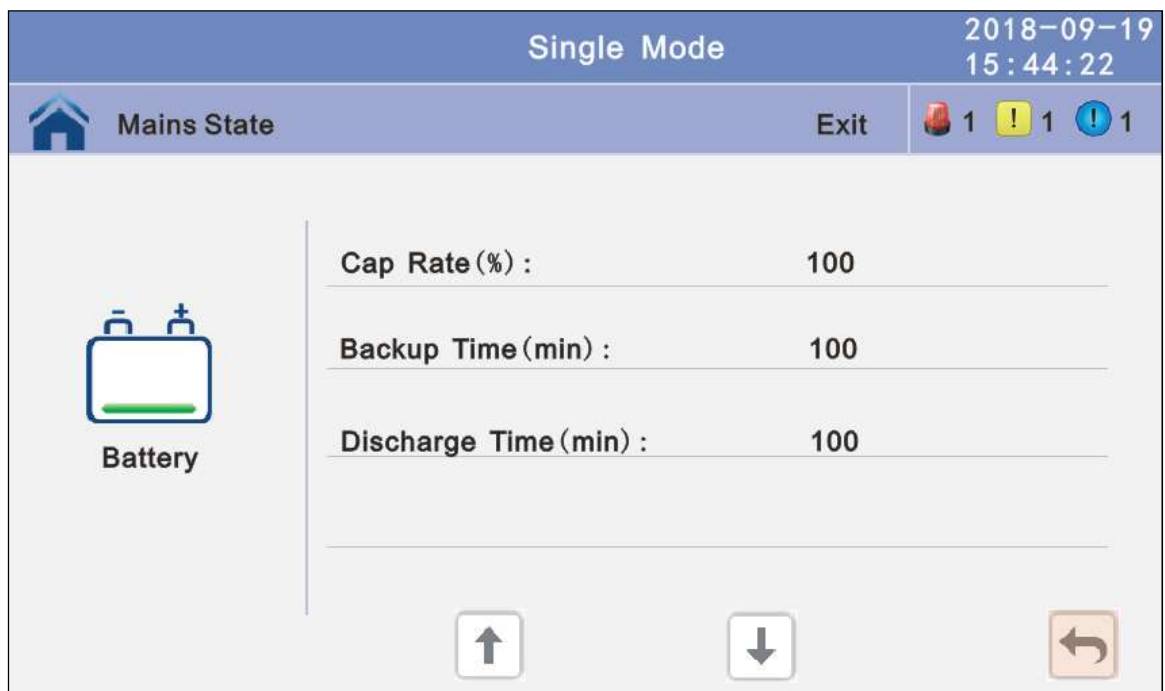 Single Mode
2018-09-19
15:44:22
Mains State
Exit
1
! 1
! 1
Cap Rate(%): 100
Backup Time(min): 100
Discharge Time(min): 100
- +
Battery